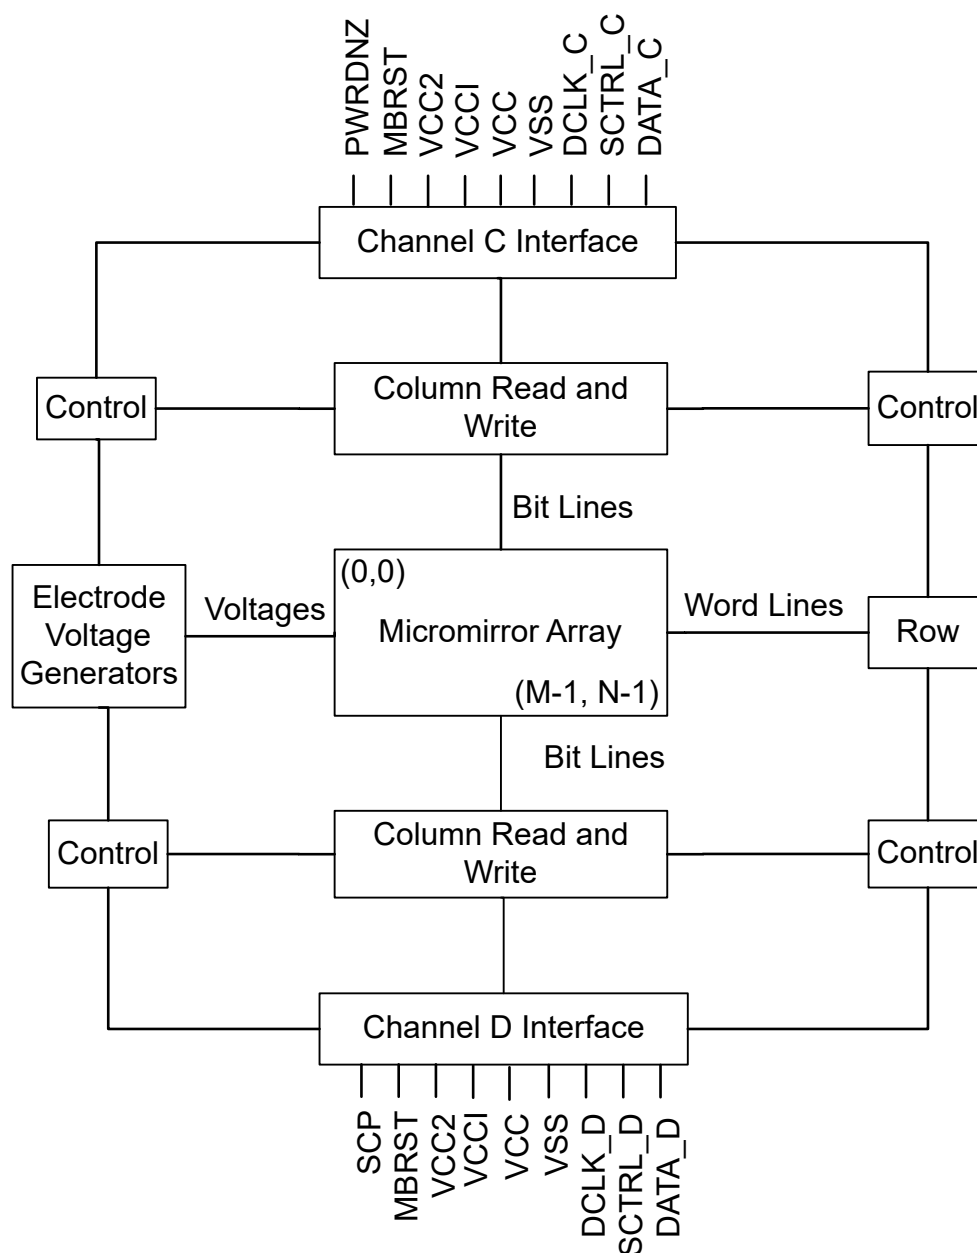 PWRDNZ
MBRST
VCC2
VCCI
VCC
VSS
DCLK_C
SCTRL_C
DATA_C
Channel C Interface
Control
Column Read and
Write
Control
Bit Lines
Electrode
Voltage
Generators
Voltages
(0,0)
Micromirror Array
(M-1, N-1)
Word Lines
Row
Bit Lines
Control
Column Read and
Write
Control
Channel D Interface
SCP
MBRST
VCC2
VCCI
VCC
VSS
DCLK_D
SCTRL_D
DATA_D